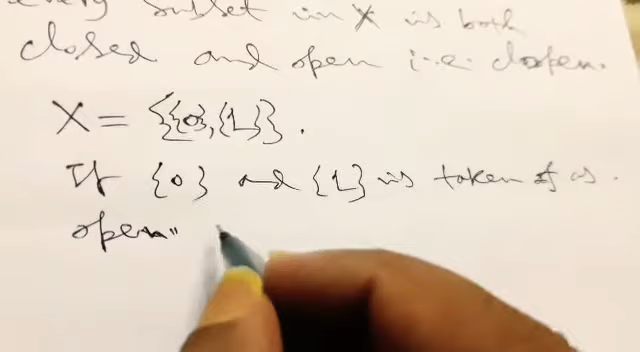 every subset in X is both
closed and open i.e. clopen.
X = {{0},{1}}.
If {0} and {1} is taken as
open"